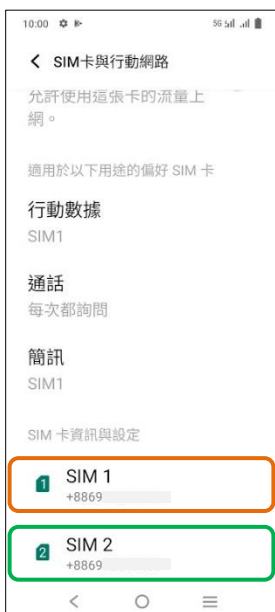 10:00
5G
SIM卡與行動網路
允許使用這張卡的流量上
網。
適用於以下用途的偏好 SIM 卡
行動數據
SIM1
通話
每次都詢問
簡訊
SIM1
SIM 卡資訊與設定
1
SIM 1
+8869
2
SIM 2
+8869